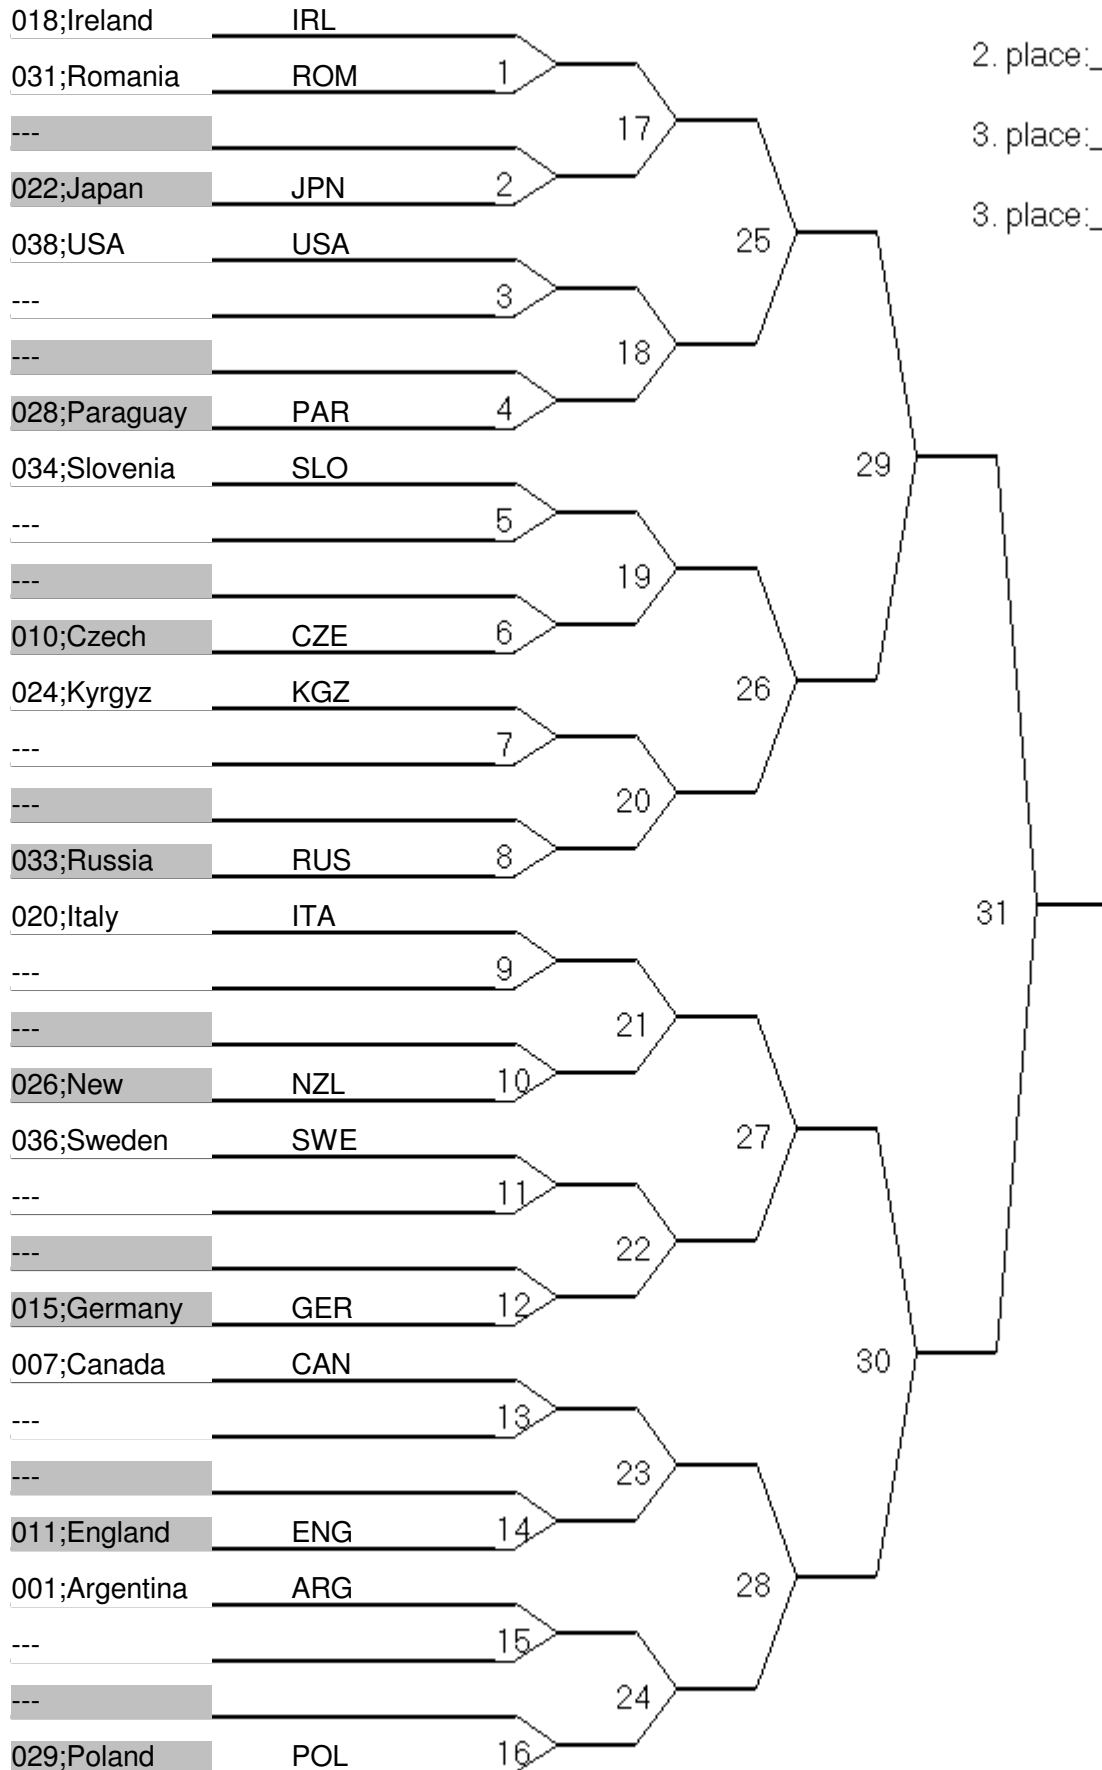 018;Ireland IRL
2. place:_
031;Romania ROM 1
17
---
3. place:_
022;Japan JPN 2
3. place:_
038;USA USA
25
--- 3
18
---
028;Paraguay PAR 4
034;Slovenia SLO
29
--- 5
19
---
010;Czech CZE 6
024;Kyrgyz KGZ
26
--- 7
20
---
033;Russia RUS 8
020;Italy ITA
31
--- 9
21
---
026;New NZL 10
036;Sweden SWE
27
--- 11
22
---
015;Germany GER 12
007;Canada CAN
30
--- 13
23
---
011;England ENG 14
001;Argentina ARG
28
--- 15
24
---
029;Poland POL 16